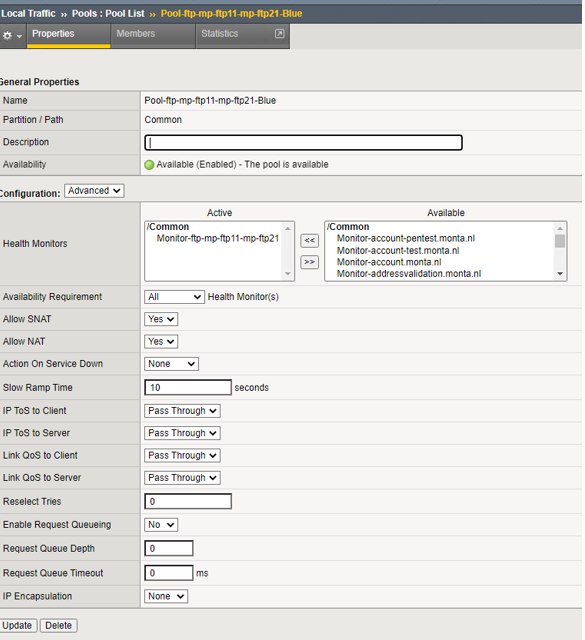 Local Traffic ›› Pools : Pool List ›› Pool-ftp-mp-ftp11-mp-ftp21-Blue
Properties Members Statistics
General Properties
Name Pool-ftp-mp-ftp11-mp-ftp21-Blue
Partition / Path Common
Description
Availability Available (Enabled) - The pool is available
Configuration: Advanced
Active Available
Health Monitors
/Common
Monitor-ftp-mp-ftp11-mp-ftp21
<<
>>
/Common
Monitor-account-pentest.monta.nl
Monitor-account-test.monta.nl
Monitor-account.monta.nl
Monitor-addressvalidation.monta.nl
Availability Requirement All Health Monitor(s)
Allow SNAT Yes
Allow NAT Yes
Action On Service Down None
Slow Ramp Time 10 seconds
IP ToS to Client Pass Through
IP ToS to Server Pass Through
Link QoS to Client Pass Through
Link QoS to Server Pass Through
Reselect Tries 0
Enable Request Queueing No
Request Queue Depth 0
Request Queue Timeout 0 ms
IP Encapsulation None
Update Delete